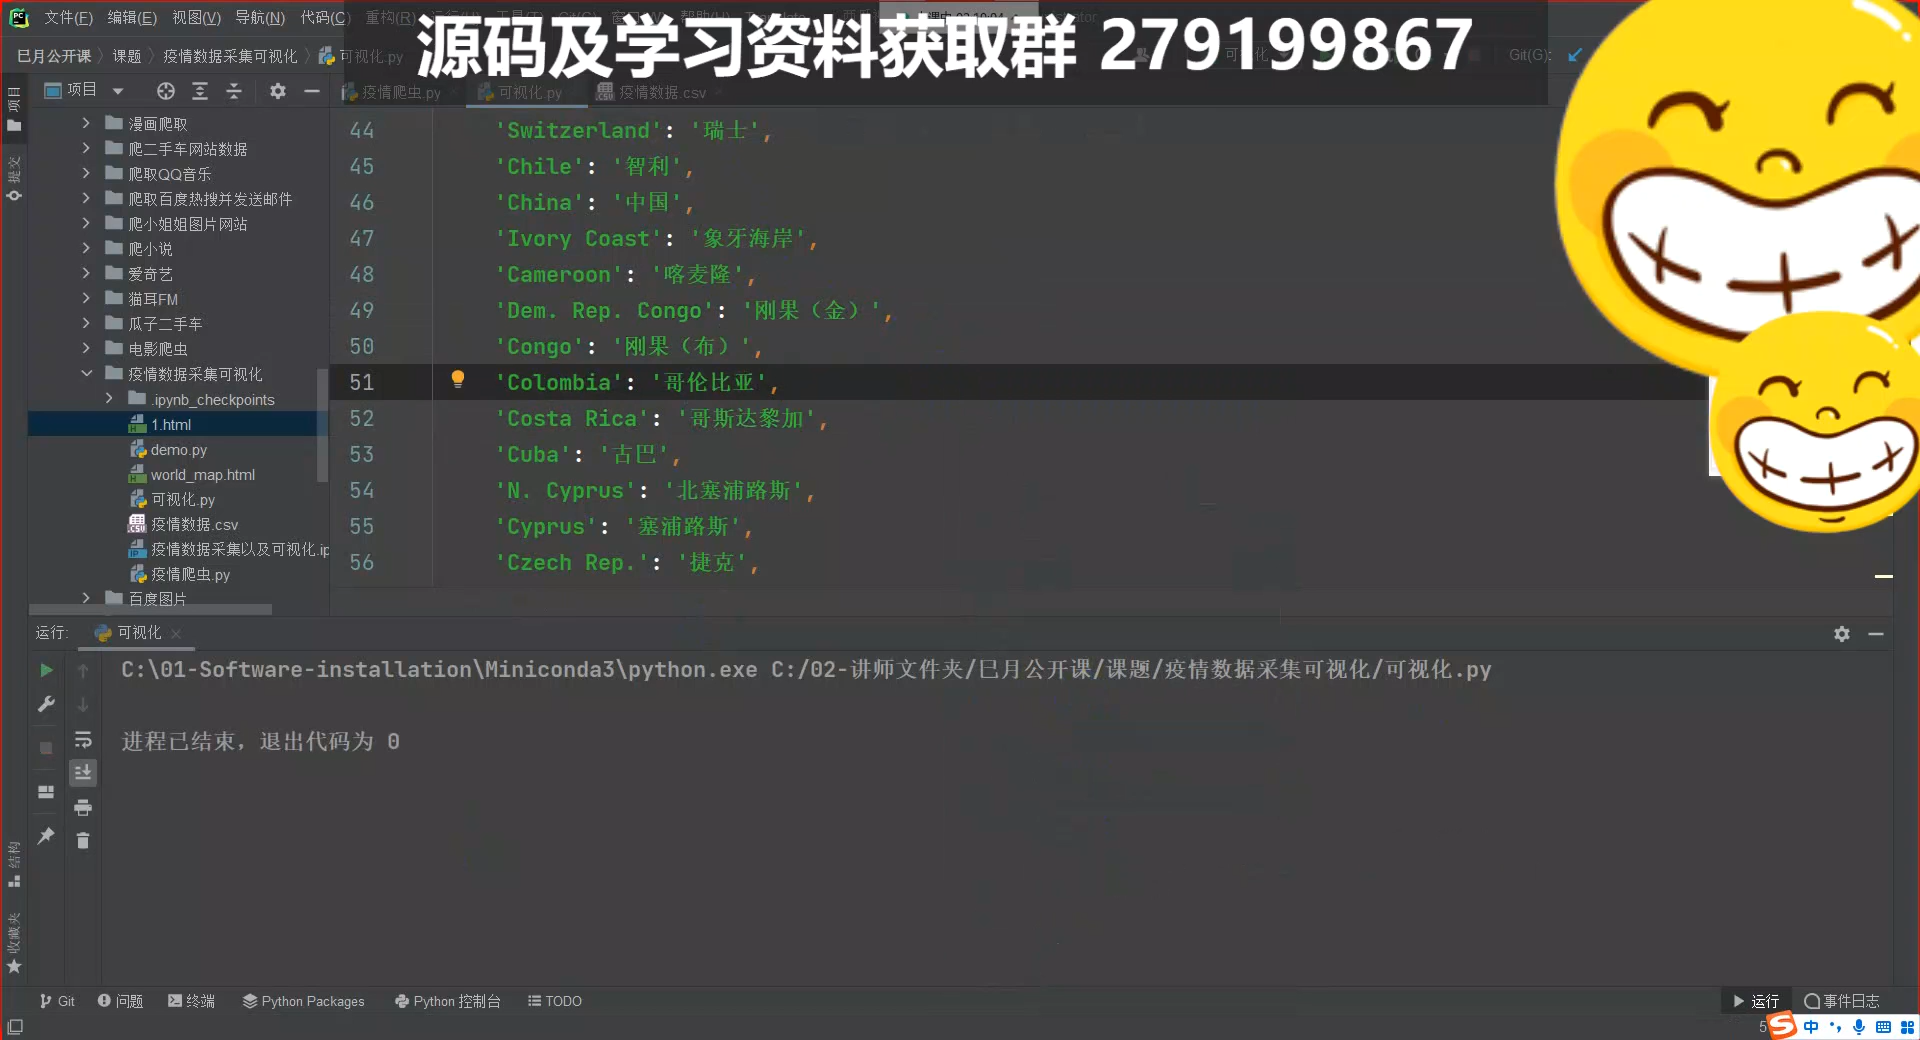 文件(F) 编辑(E) 视图(V) 导航(N) 代码(C) 重构(R)
源码及学习资料获取群 279199867
巳月公开课 课题 疫情数据采集可视化 可视化.py
Git(G):
项目
疫情爬虫.py 可视化.py 疫情数据.csv
项目
提交
结构
收藏夹
漫画爬取
爬二手车网站数据
爬取QQ音乐
爬取百度热搜并发送邮件
爬小姐姐图片网站
爬小说
爱奇艺
猫耳FM
瓜子二手车
电影爬虫
疫情数据采集可视化
.ipynb_checkpoints
1.html
demo.py
world_map.html
可视化.py
疫情数据.csv
疫情数据采集以及可视化.ip
疫情爬虫.py
百度图片
44 'Switzerland': '瑞士',
45 'Chile': '智利',
46 'China': '中国',
47 'Ivory Coast': '象牙海岸',
48 'Cameroon': '喀麦隆',
49 'Dem. Rep. Congo': '刚果（金）',
50 'Congo': '刚果（布）',
51 'Colombia': '哥伦比亚',
52 'Costa Rica': '哥斯达黎加',
53 'Cuba': '古巴',
54 'N. Cyprus': '北塞浦路斯',
55 'Cyprus': '塞浦路斯',
56 'Czech Rep.': '捷克',
运行: 可视化
C:\01-Software-installation\Miniconda3\python.exe C:/02-讲师文件夹/巳月公开课/课题/疫情数据采集可视化/可视化.py
进程已结束，退出代码为 0
Git 问题 终端 Python Packages Python 控制台 TODO 运行 事件日志
中